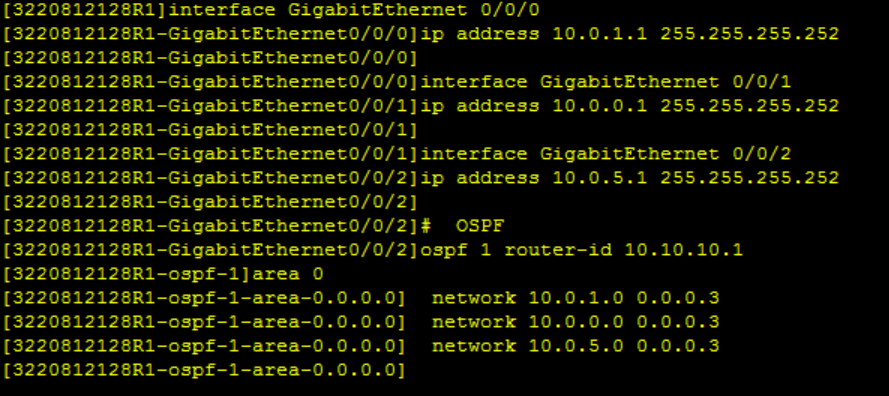 [3220812128R1]interface GigabitEthernet 0/0/0
[3220812128R1-GigabitEthernet0/0/0]ip address 10.0.1.1 255.255.255.252
[3220812128R1-GigabitEthernet0/0/0]
[3220812128R1-GigabitEthernet0/0/0]interface GigabitEthernet 0/0/1
[3220812128R1-GigabitEthernet0/0/1]ip address 10.0.0.1 255.255.255.252
[3220812128R1-GigabitEthernet0/0/1]
[3220812128R1-GigabitEthernet0/0/1]interface GigabitEthernet 0/0/2
[3220812128R1-GigabitEthernet0/0/2]ip address 10.0.5.1 255.255.255.252
[3220812128R1-GigabitEthernet0/0/2]
[3220812128R1-GigabitEthernet0/0/2]#  OSPF
[3220812128R1-GigabitEthernet0/0/2]ospf 1 router-id 10.10.10.1
[3220812128R1-ospf-1]area 0
[3220812128R1-ospf-1-area-0.0.0.0]  network 10.0.1.0 0.0.0.3
[3220812128R1-ospf-1-area-0.0.0.0]  network 10.0.0.0 0.0.0.3
[3220812128R1-ospf-1-area-0.0.0.0]  network 10.0.5.0 0.0.0.3
[3220812128R1-ospf-1-area-0.0.0.0]